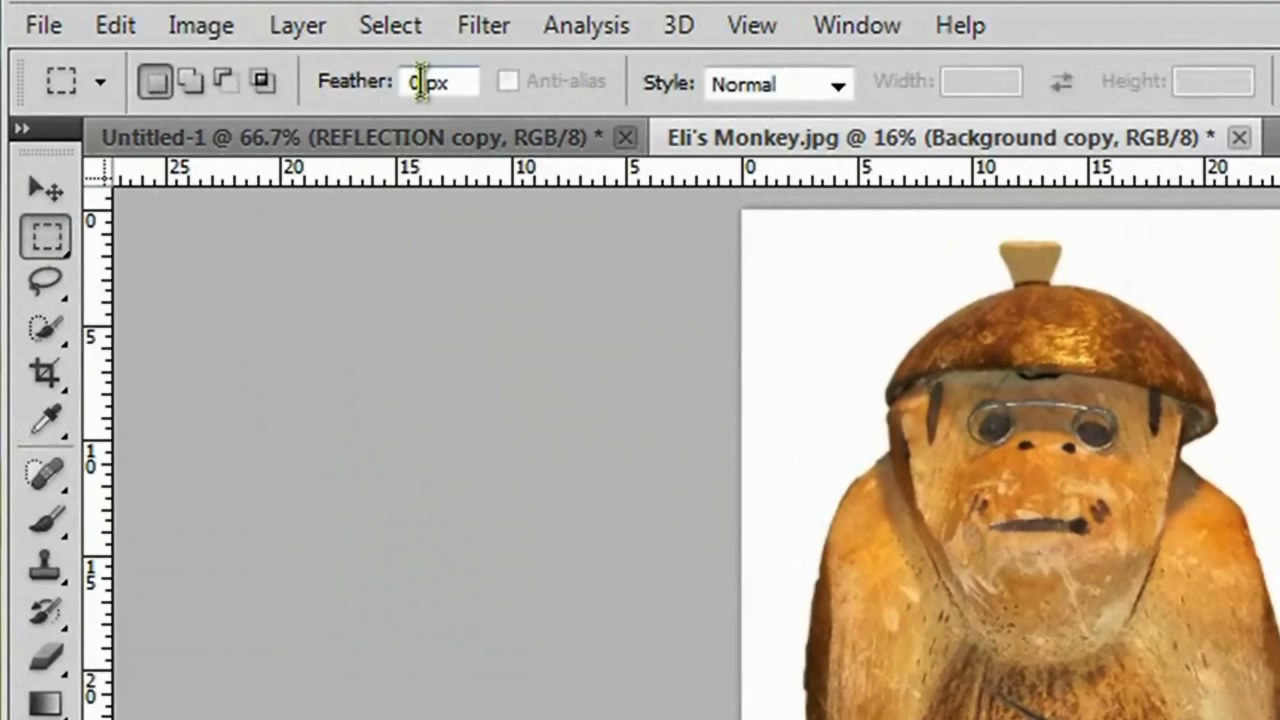 File Edit Image Layer Select Filter Analysis 3D View Window Help
Feather: 0 px Anti-alias Style: Normal Width: Height:
Untitled-1 @ 66.7% (REFLECTION copy, RGB/8) * Eli's Monkey.jpg @ 16% (Background copy, RGB/8) *
25 20 15 10 5 0 5 10 15 20
0
5
10
15
20